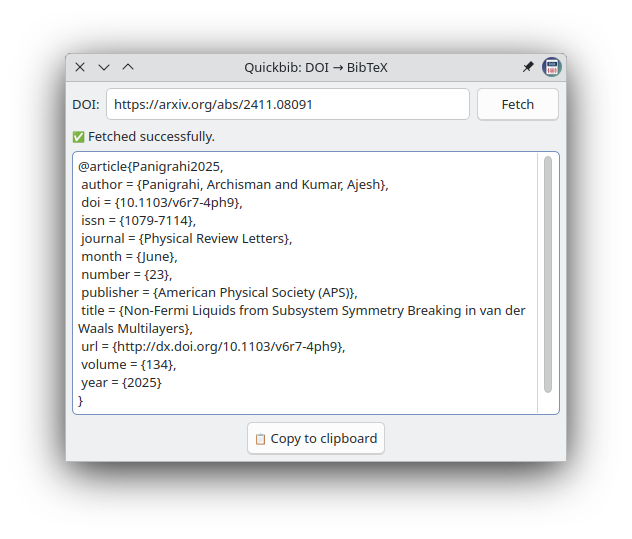 Quickbib: DOI → BibTeX
DOI: https://arxiv.org/abs/2411.08091 Fetch
✅ Fetched successfully.
@article{Panigrahi2025,
author = {Panigrahi, Archisman and Kumar, Ajesh},
doi = {10.1103/v6r7-4ph9},
issn = {1079-7114},
journal = {Physical Review Letters},
month = {June},
number = {23},
publisher = {American Physical Society (APS)},
title = {Non-Fermi Liquids from Subsystem Symmetry Breaking in van der
Waals Multilayers},
url = {http://dx.doi.org/10.1103/v6r7-4ph9},
volume = {134},
year = {2025}
}
📋 Copy to clipboard